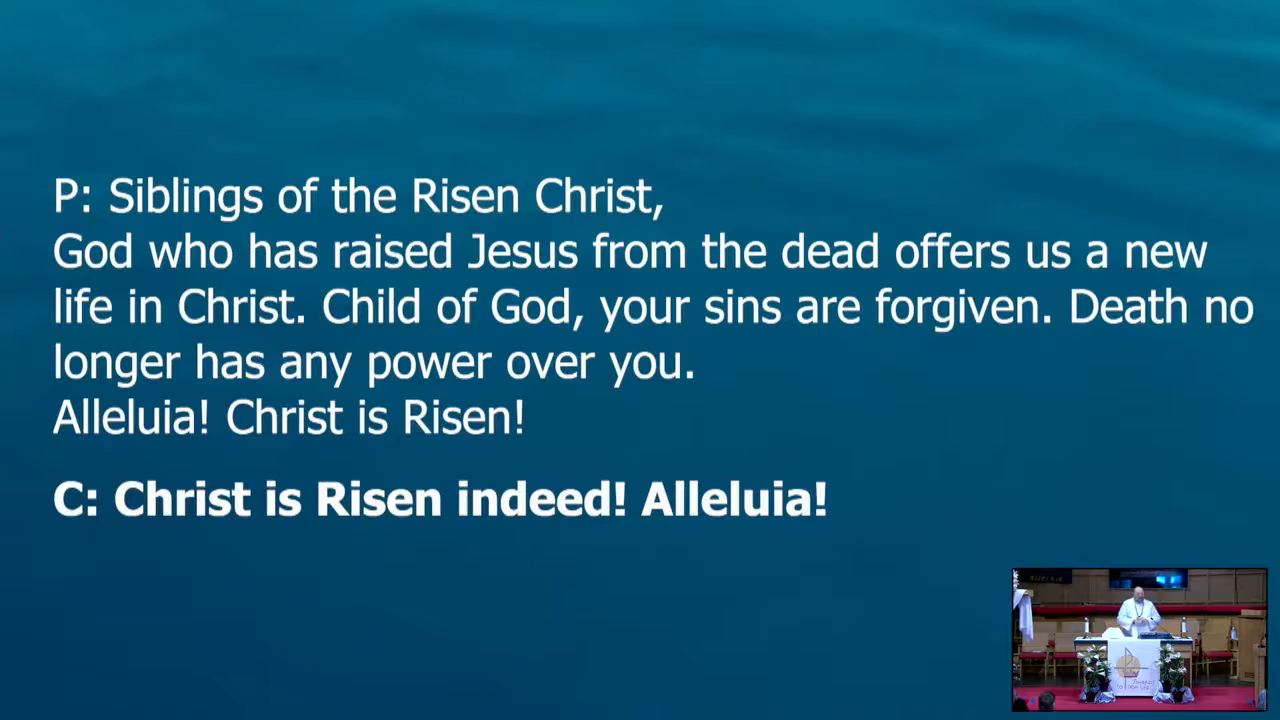 P: Siblings of the Risen Christ,
God who has raised Jesus from the dead offers us a new
life in Christ. Child of God, your sins are forgiven. Death no
longer has any power over you.
Alleluia! Christ is Risen!
C: Christ is Risen indeed! Alleluia!